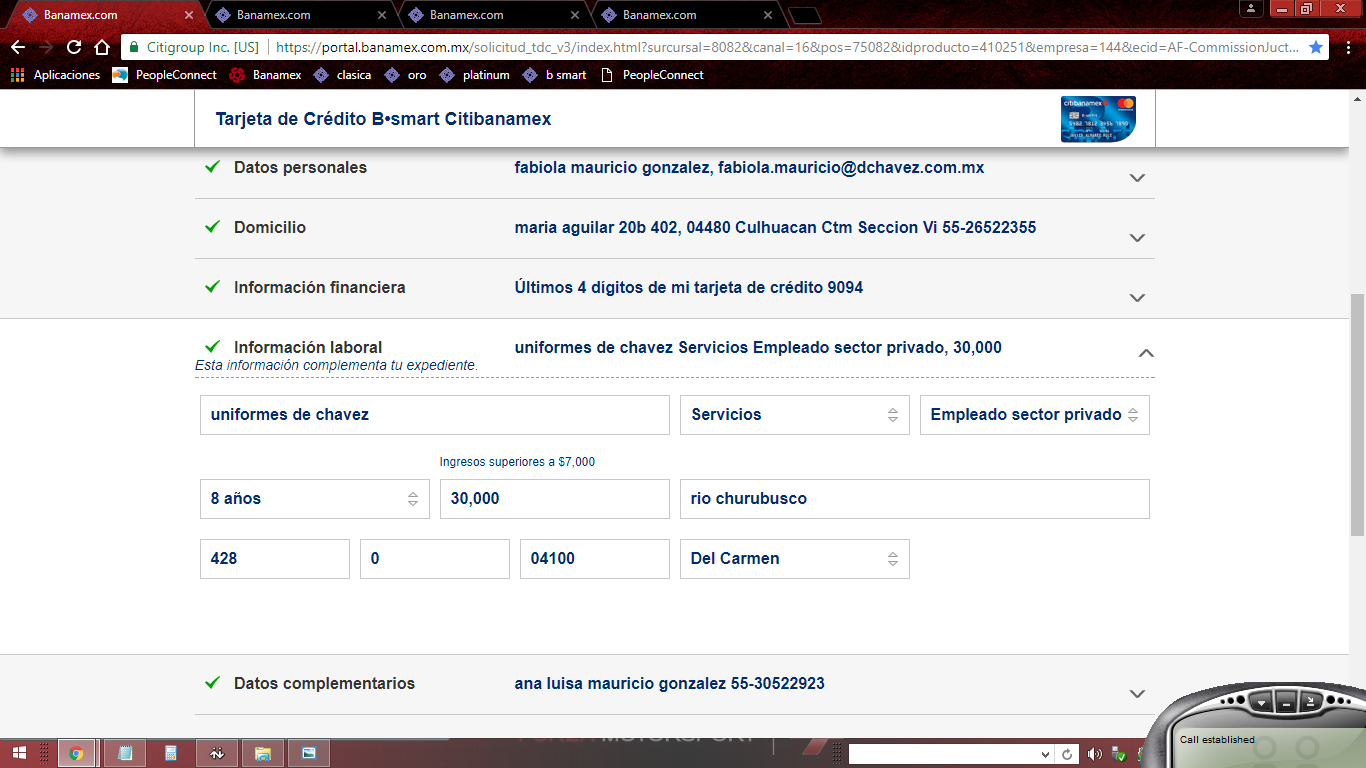 Banamex.com
Banamex.com
Banamex.com
Banamex.com
Citigroup Inc. [US]
https://portal.banamex.com.mx/solicitud_tdc_v3/index.html?surcursal=8082&canal=16&pos=75082&idproducto=410251&empresa=144&ecid=AF-CommissionJuct...
Aplicaciones PeopleConnect Banamex clasica oro platinum b smart PeopleConnect
Tarjeta de Crédito B•smart Citibanamex
citibanamex
Datos personales fabiola mauricio gonzalez, fabiola.mauricio@dchavez.com.mx
Domicilio maria aguilar 20b 402, 04480 Culhuacan Ctm Seccion Vi 55-26522355
Información financiera Últimos 4 dígitos de mi tarjeta de crédito 9094
Información laboral uniformes de chavez Servicios Empleado sector privado, 30,000
Esta información complementa tu expediente.
uniformes de chavez Servicios Empleado sector privado
Ingresos superiores a $7,000
8 años 30,000 rio churubusco
428 0 04100 Del Carmen
Datos complementarios ana luisa mauricio gonzalez 55-30522923
Call established